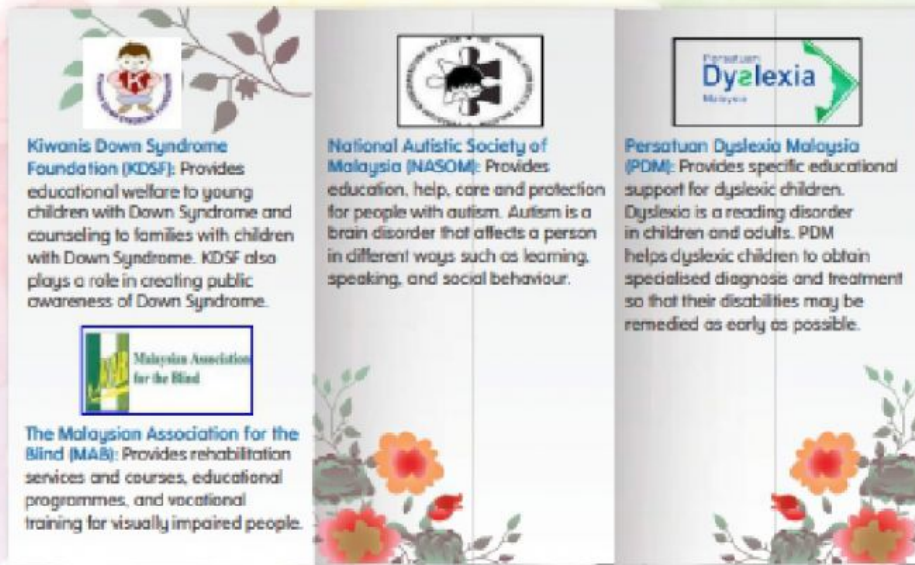 Kiwanis Down Syndrome
Foundation (KDSF): Provides
educational welfare to young
children with Down Syndrome and
counseling to families with children
with Down Syndrome. KDSF also
plays a role in creating public
awareness of Down Syndrome.
MAB
Malaysian Association
for the Blind
The Malaysian Association for the
Blind (MAB): Provides rehabilitation
services and courses, educational
programmes, and vocational
training for visually impaired people.
National Autistic Society of
Malaysia (NASOM): Provides
education, help, care and protection
for people with autism. Autism is a
brain disorder that affects a person
in different ways such as learning,
speaking, and social behaviour.
Persatuan
Dyslexia
Malaysia
Persatuan Dyslexia Malaysia
(PDM): Provides specific educational
support for dyslexic children.
Dyslexia is a reading disorder
in children and adults. PDM
helps dyslexic children to obtain
specialised diagnosis and treatment
so that their disabilities may be
remedied as early as possible.